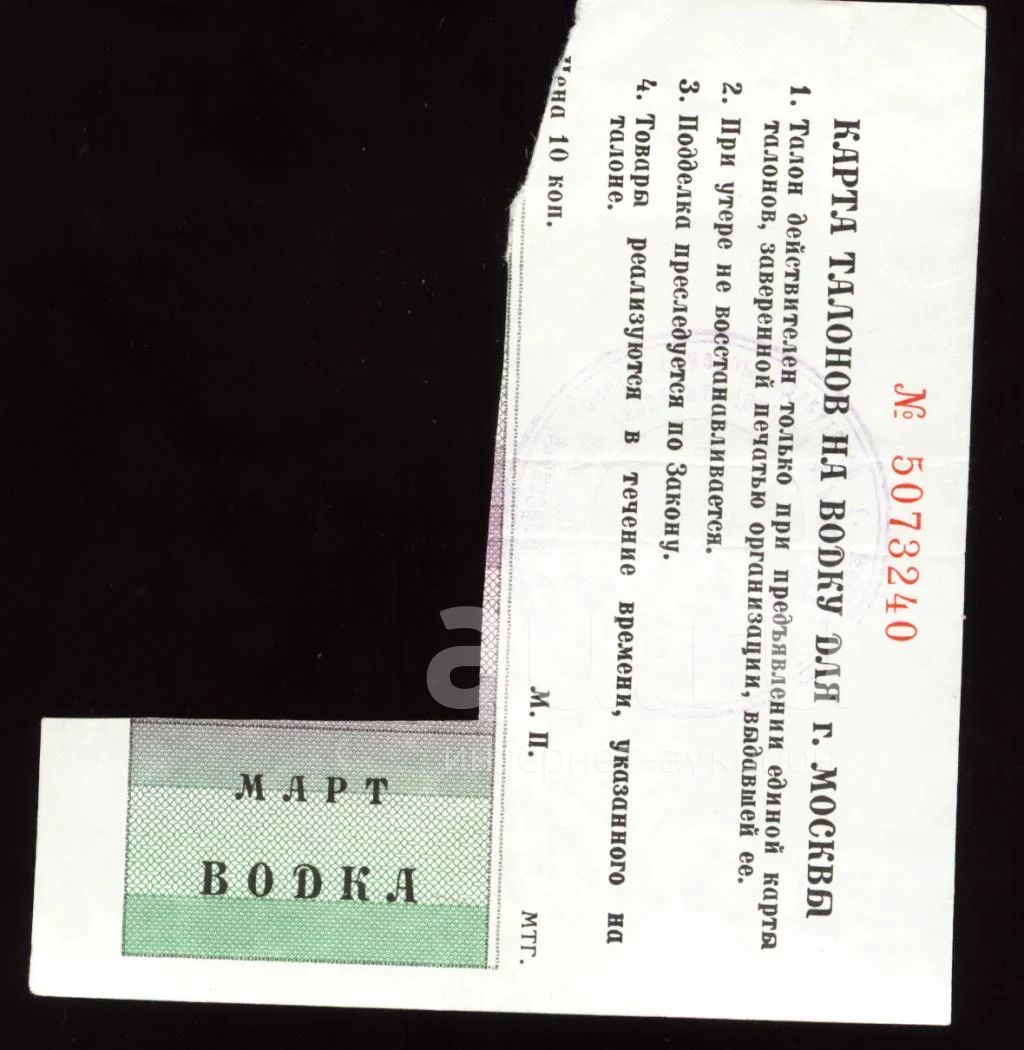 № 5073240
КАРТА ТАЛОНОВ НА ВОДКУ ДЛЯ г. МОСКВЫ
1. Талон действителен только при предъявлении единой карты
талонов, заверенной печатью организации, выдавшей ее.
2. При утере не восстанавливается.
3. Подделка преследуется по Закону.
4. Товары реализуются в течение времени, указанного на
талоне.
Цена 10 коп.
М. П.
МТГ.
МАРТ
ВОДКА
интернет-аукцион